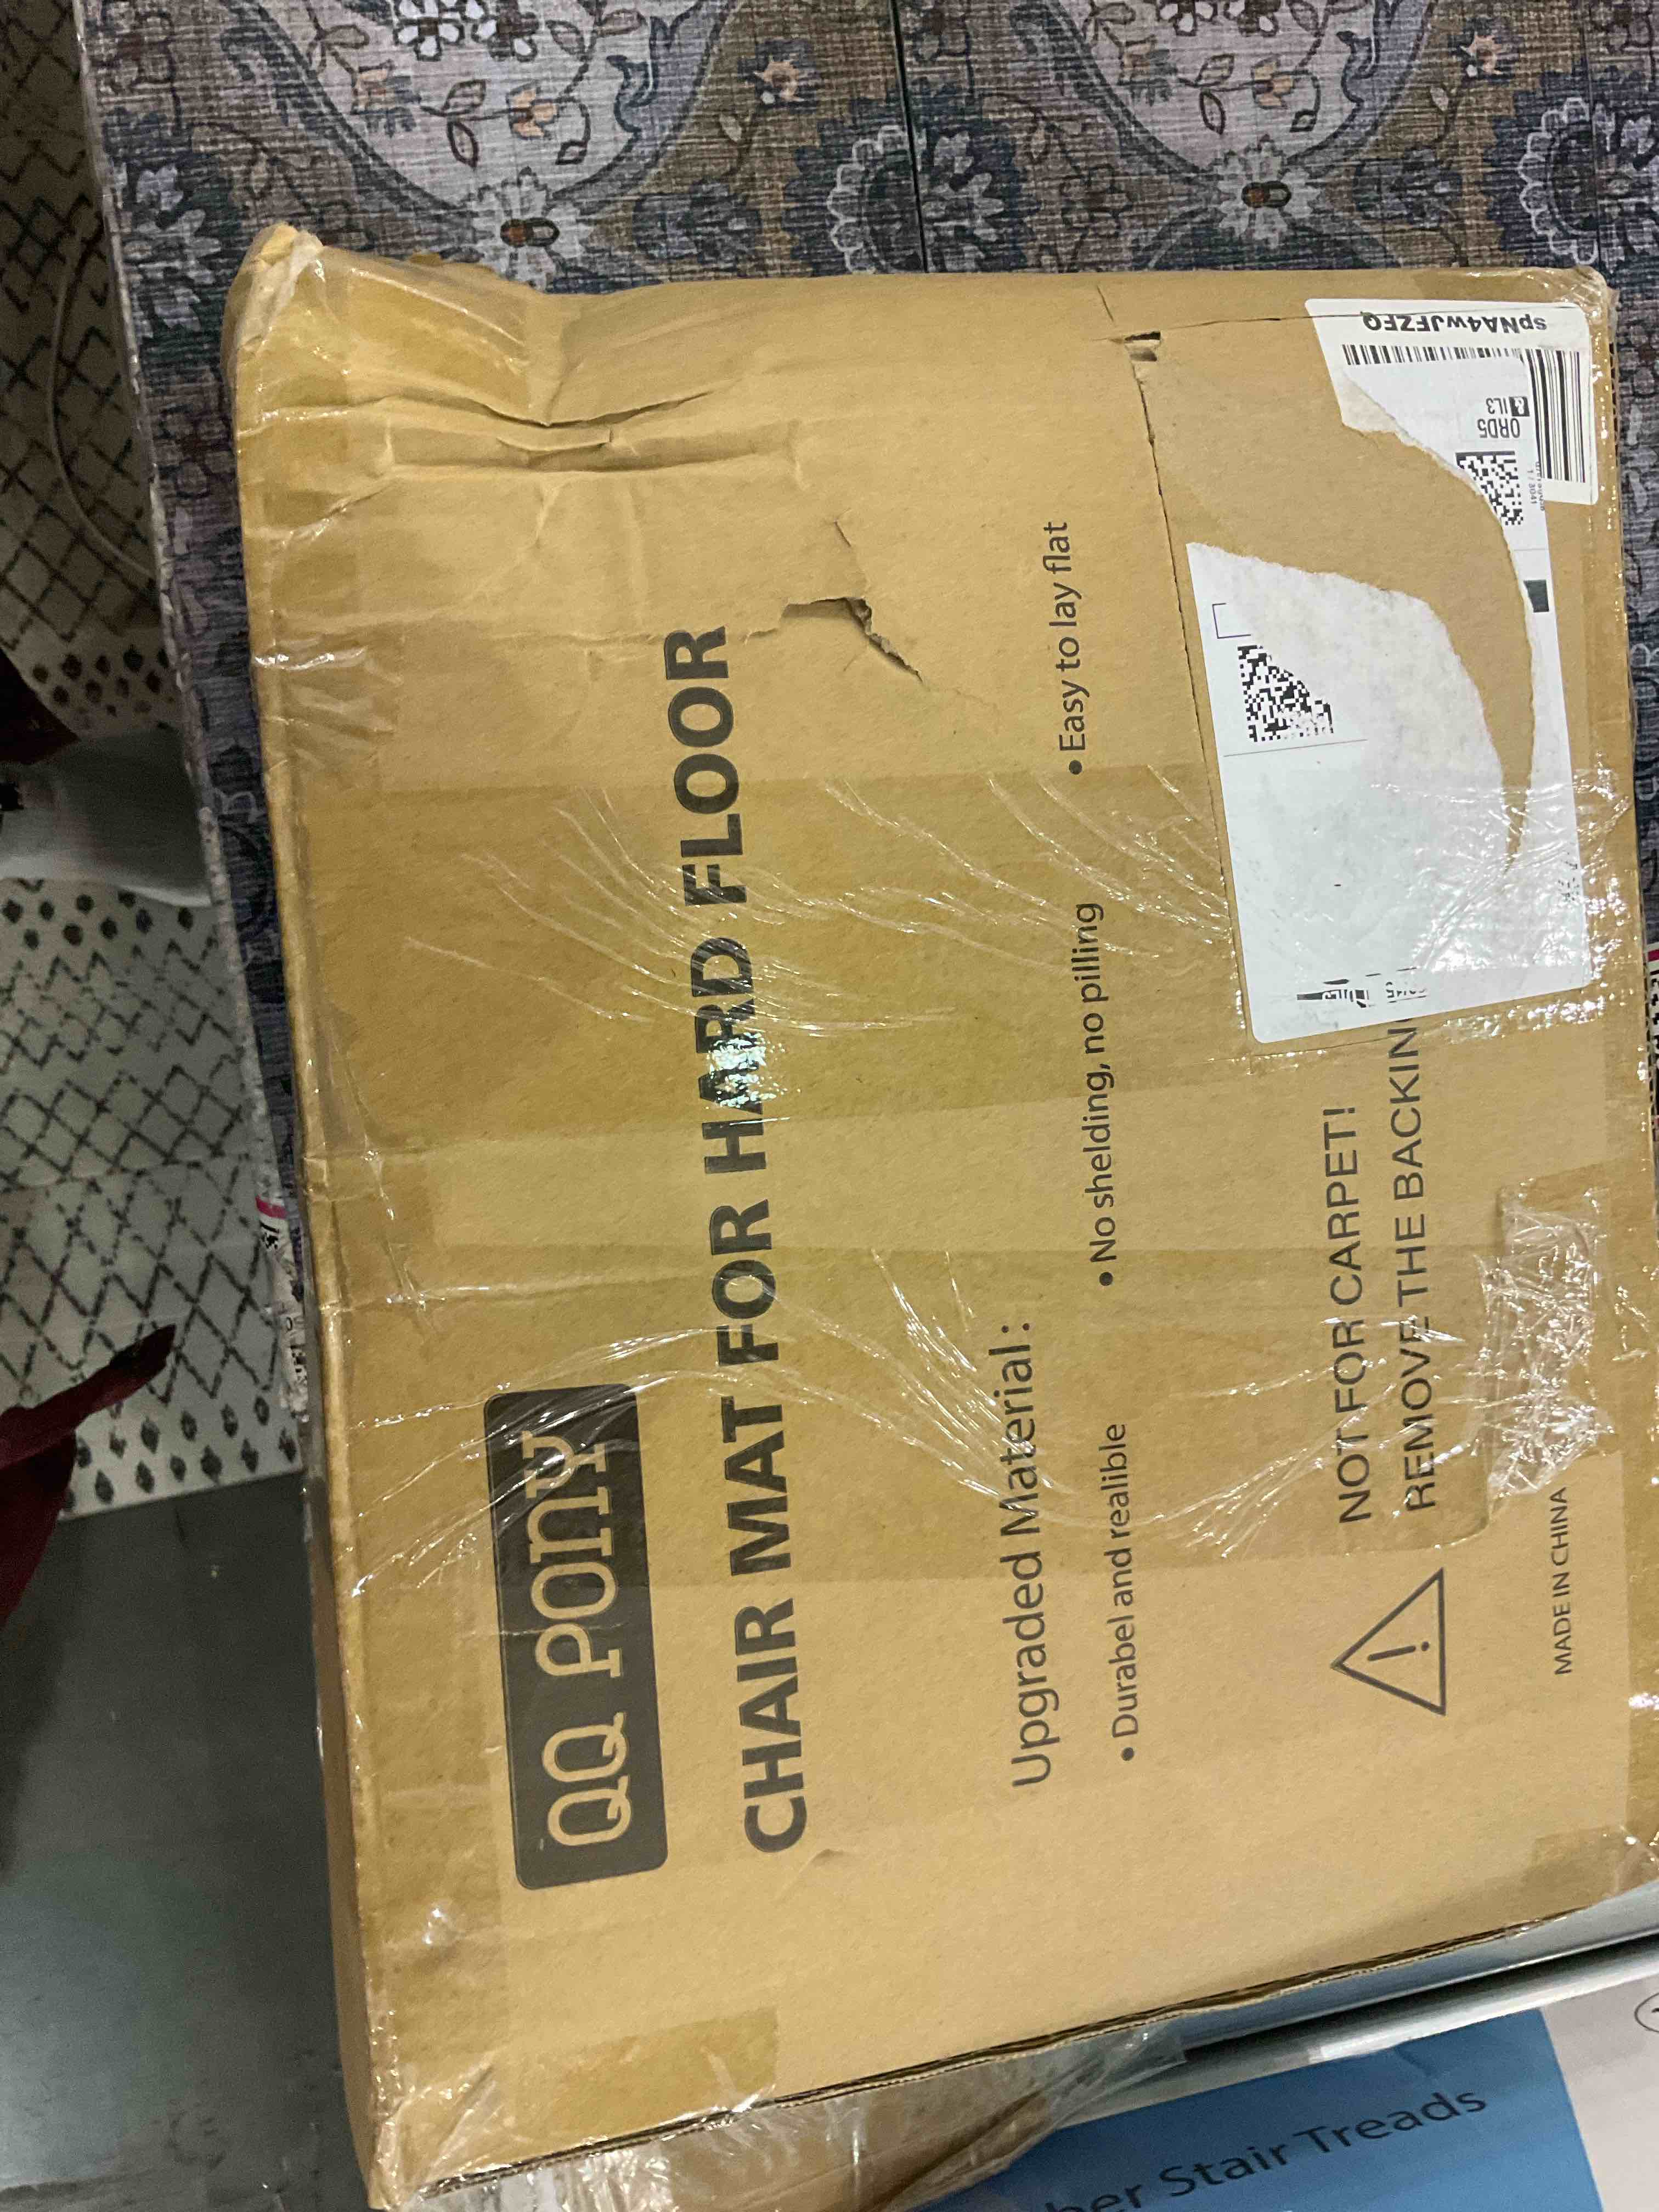 QQ PONY
CHAIR MAT FOR HARD FLOOR
Upgraded Material:
• Durabel and realible
• No shelding, no pilling
• Easy to lay flat
NOT FOR CARPET!
REMOVE THE BACKIN
MADE IN CHINA
spNA4wJFZFQ
ORD5
IL3
Stair Treads